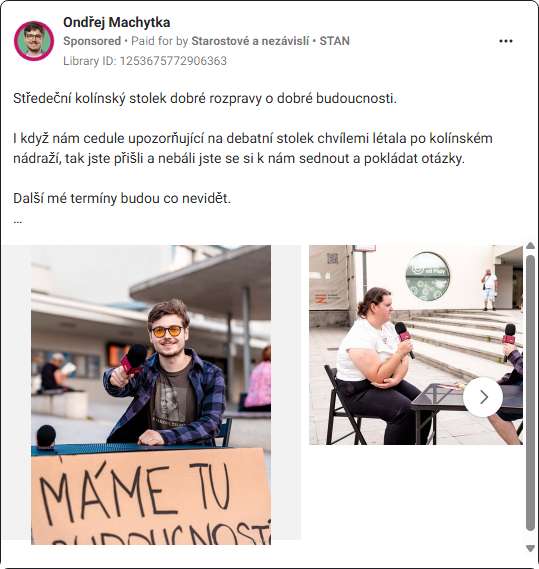 Ondřej Machytka
Sponsored • Paid for by Starostové a nezávislí • STAN
Library ID: 1253675772906363
Středeční kolínský stolek dobré rozpravy o dobré budoucnosti.
I když nám cedule upozorňující na debatní stolek chvílemi létala po kolínském
nádraží, tak jste přišli a nebáli jste se si k nám sednout a pokládat otázky.
Další mé termíny budou co nevidět.
...
MÁME TU
BUDOUCNOST